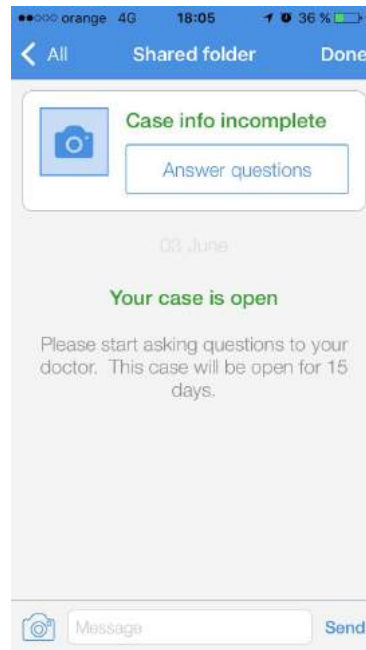 orange 4G 18:05 36 %
All Shared folder Done
Case info incomplete
Answer questions
03 June
Your case is open
Please start asking questions to your
doctor. This case will be open for 15
days.
Message Send